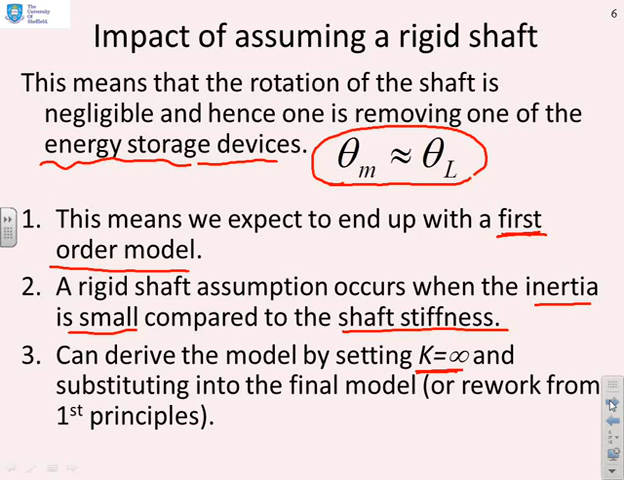 The
University
Of
Sheffield.
6
Impact of assuming a rigid shaft
This means that the rotation of the shaft is
negligible and hence one is removing one of the
energy storage devices.
θm ≈ θL
1. This means we expect to end up with a first
order model.
2. A rigid shaft assumption occurs when the inertia
is small compared to the shaft stiffness.
3. Can derive the model by setting K=∞ and
substituting into the final model (or rework from
1st principles).